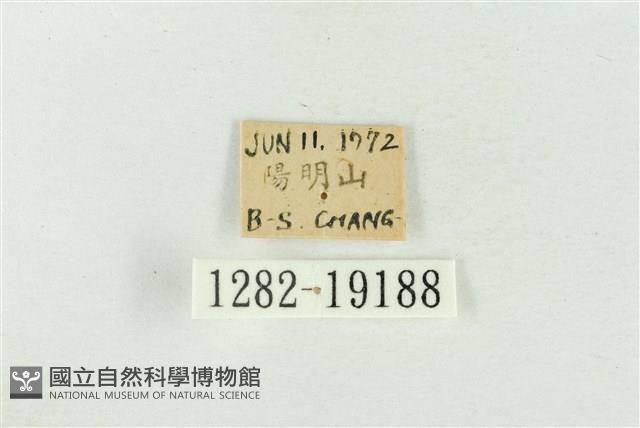 JUN 11. 1972
陽明山
B-S. CHANG-
1282-19188
國立自然科學博物館
NATIONAL MUSEUM OF NATURAL SCIENCE